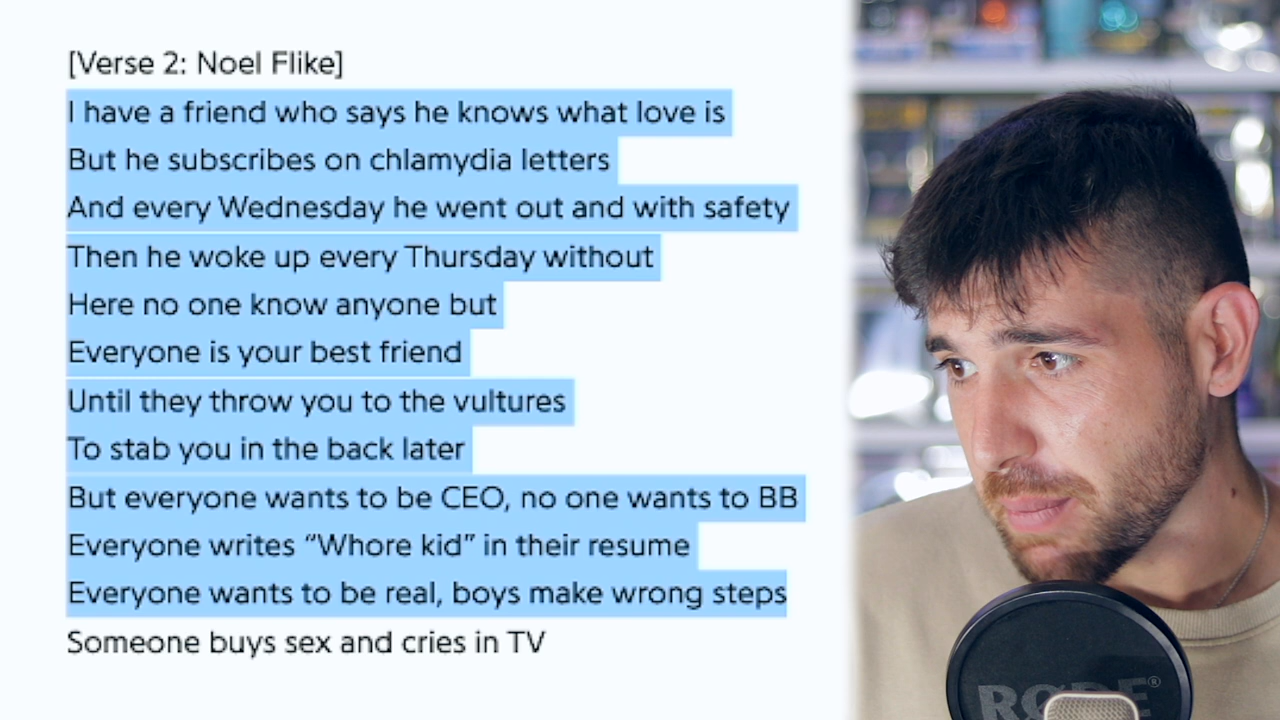 [Verse 2: Noel Flike]
I have a friend who says he knows what love is
But he subscribes on chlamydia letters
And every Wednesday he went out and with safety
Then he woke up every Thursday without
Here no one know anyone but
Everyone is your best friend
Until they throw you to the vultures
To stab you in the back later
But everyone wants to be CEO, no one wants to BB
Everyone writes “Whore kid” in their resume
Everyone wants to be real, boys make wrong steps
Someone buys sex and cries in TV
RØDE®